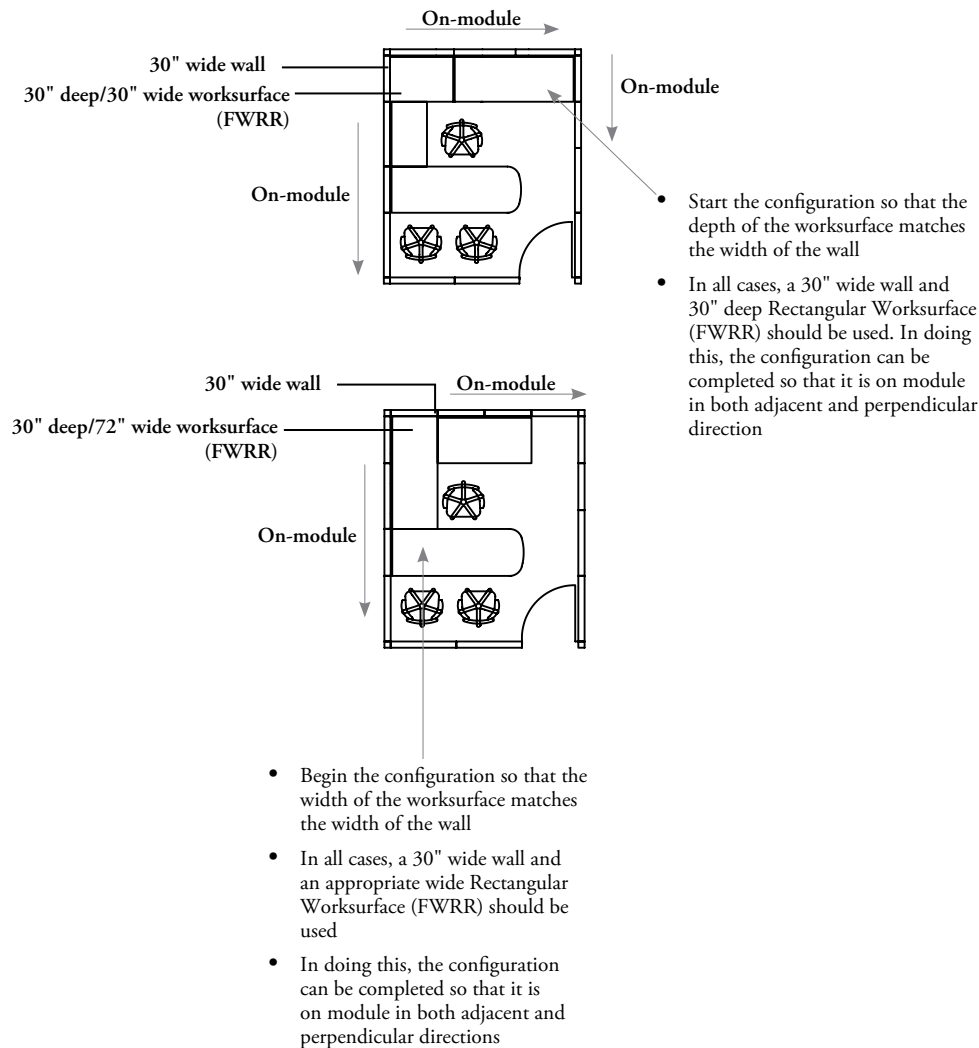 On-module
30" wide wall
30" deep/30" wide worksurface
(FWRR)
On-module
On-module
• Start the configuration so that the
depth of the worksurface matches
the width of the wall
• In all cases, a 30" wide wall and
30" deep Rectangular Worksurface
(FWRR) should be used. In doing
this, the configuration can be
completed so that it is on module
in both adjacent and perpendicular
direction
30" wide wall
On-module
30" deep/72" wide worksurface
(FWRR)
On-module
• Begin the configuration so that the
width of the worksurface matches
the width of the wall
• In all cases, a 30" wide wall and
an appropriate wide Rectangular
Worksurface (FWRR) should be
used
• In doing this, the configuration
can be completed so that it is
on module in both adjacent and
perpendicular directions